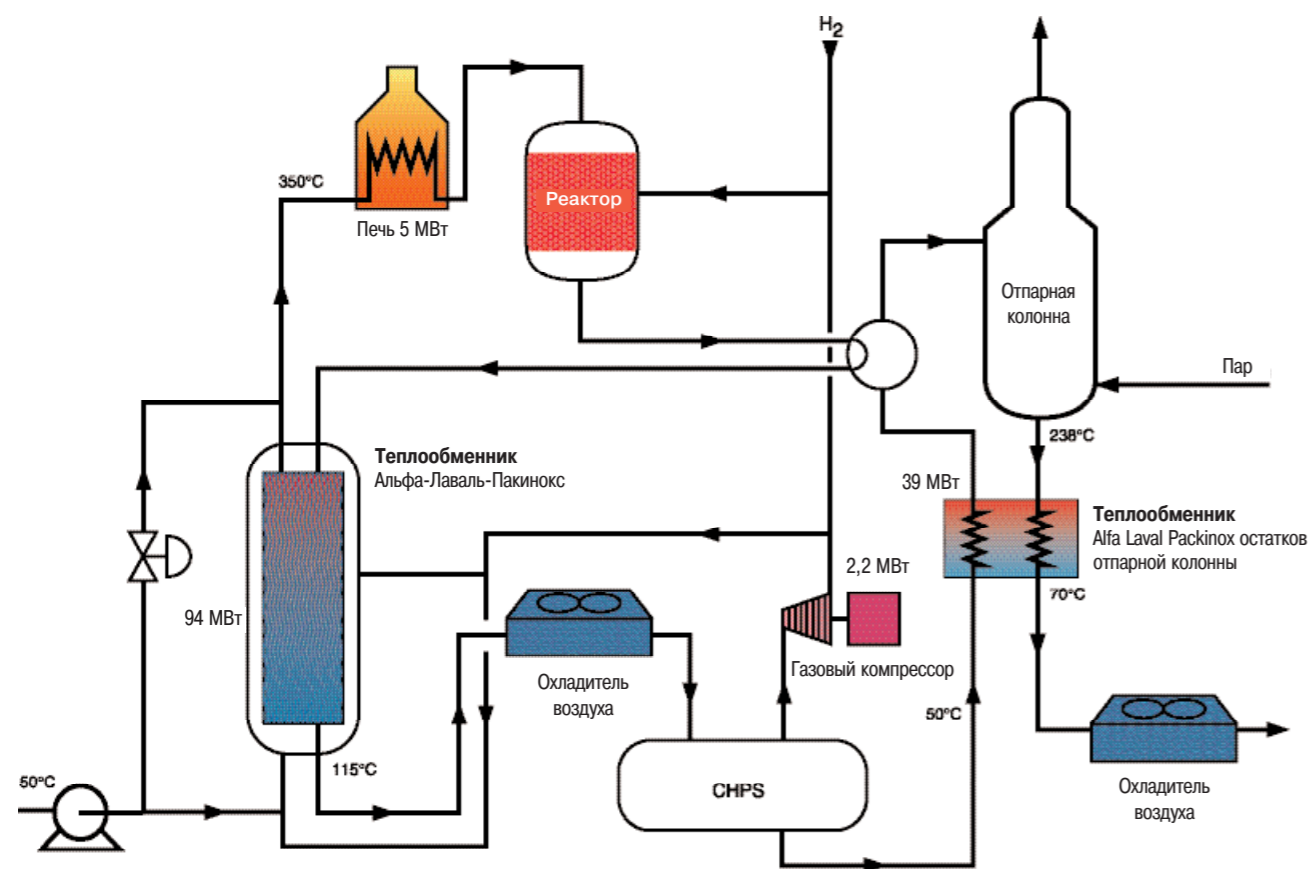 H2
350°C
Печь 5 МВт
Реактор
Отпарная
колонна
Пар
238°C
Теплообменник
Альфа-Лаваль-Пакинокс
39 МВт
Теплообменник
Alfa Laval Packinox остатков
отпарной колонны
70°C
2,2 МВт
Газовый компрессор
94 МВт
Охладитель
воздуха
50°C
115°C
50°C
CHPS
Охладитель
воздуха